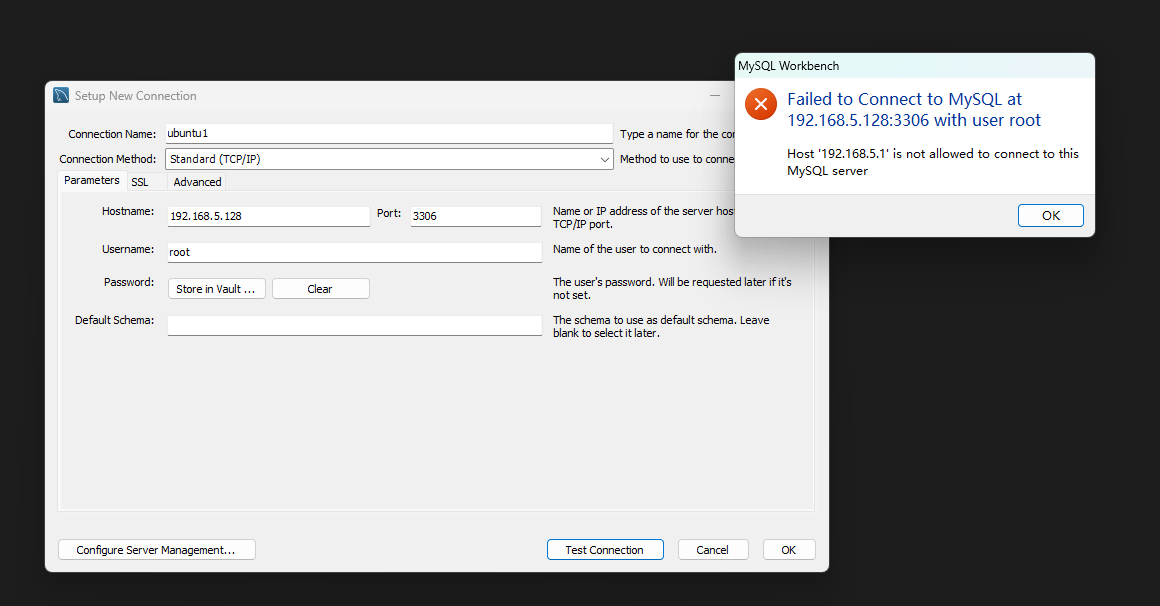 MySQL Workbench
Failed to Connect to MySQL at
192.168.5.128:3306 with user root
Host '192.168.5.1' is not allowed to connect to this
MySQL server
OK
Setup New Connection
Connection Name: ubuntu1 Type a name for the
Connection Method: Standard (TCP/IP) Method to use to
Parameters SSL Advanced
Hostname: 192.168.5.128 Port: 3306 Name or IP address of the server
TCP/IP port.
Username: root Name of the user to connect with.
Password: Store in Vault ... Clear The user's password. Will be requested later if it's
not set.
Default Schema: The schema to use as default schema. Leave
blank to select it later.
Configure Server Management... Test Connection Cancel OK